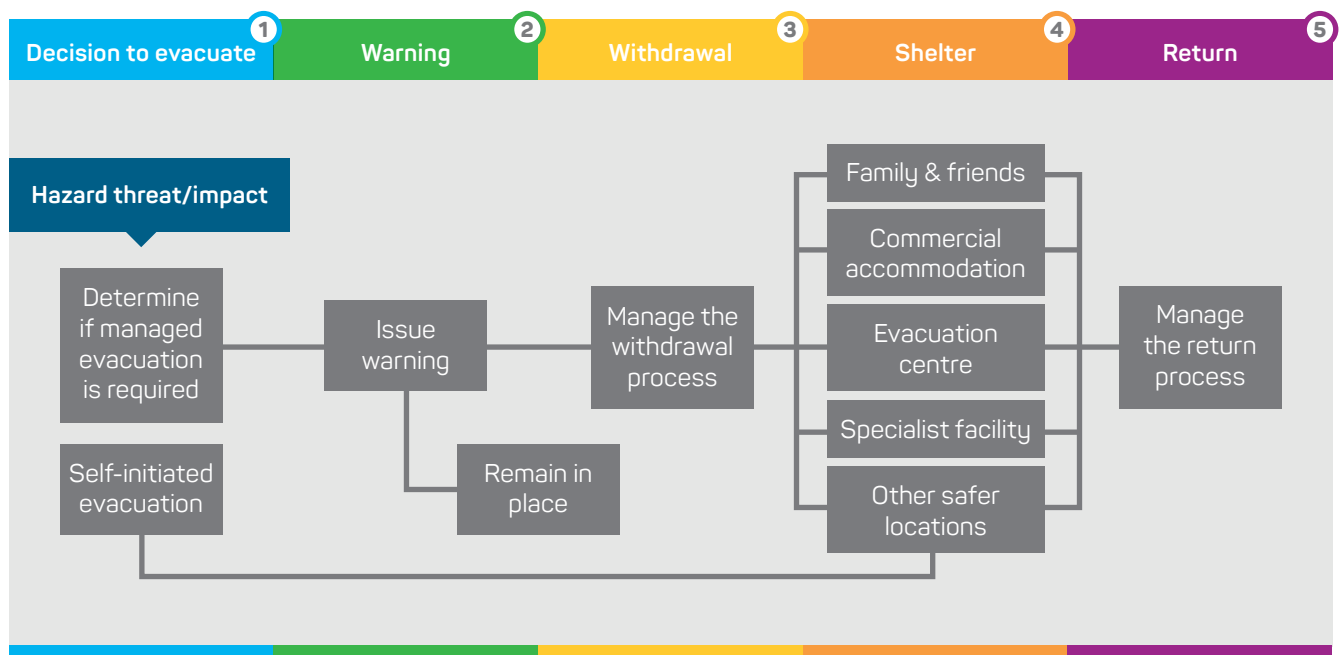 1
2
3
4
5
Decision to evacuate
Warning
Withdrawal
Shelter
Return
Hazard threat/impact
Determine
if managed
evacuation
is required
Self-initiated
evacuation
Issue
warning
Remain in
place
Manage the
withdrawal
process
Family & friends
Commercial
accommodation
Evacuation
centre
Specialist facility
Other safer
locations
Manage
the return
process